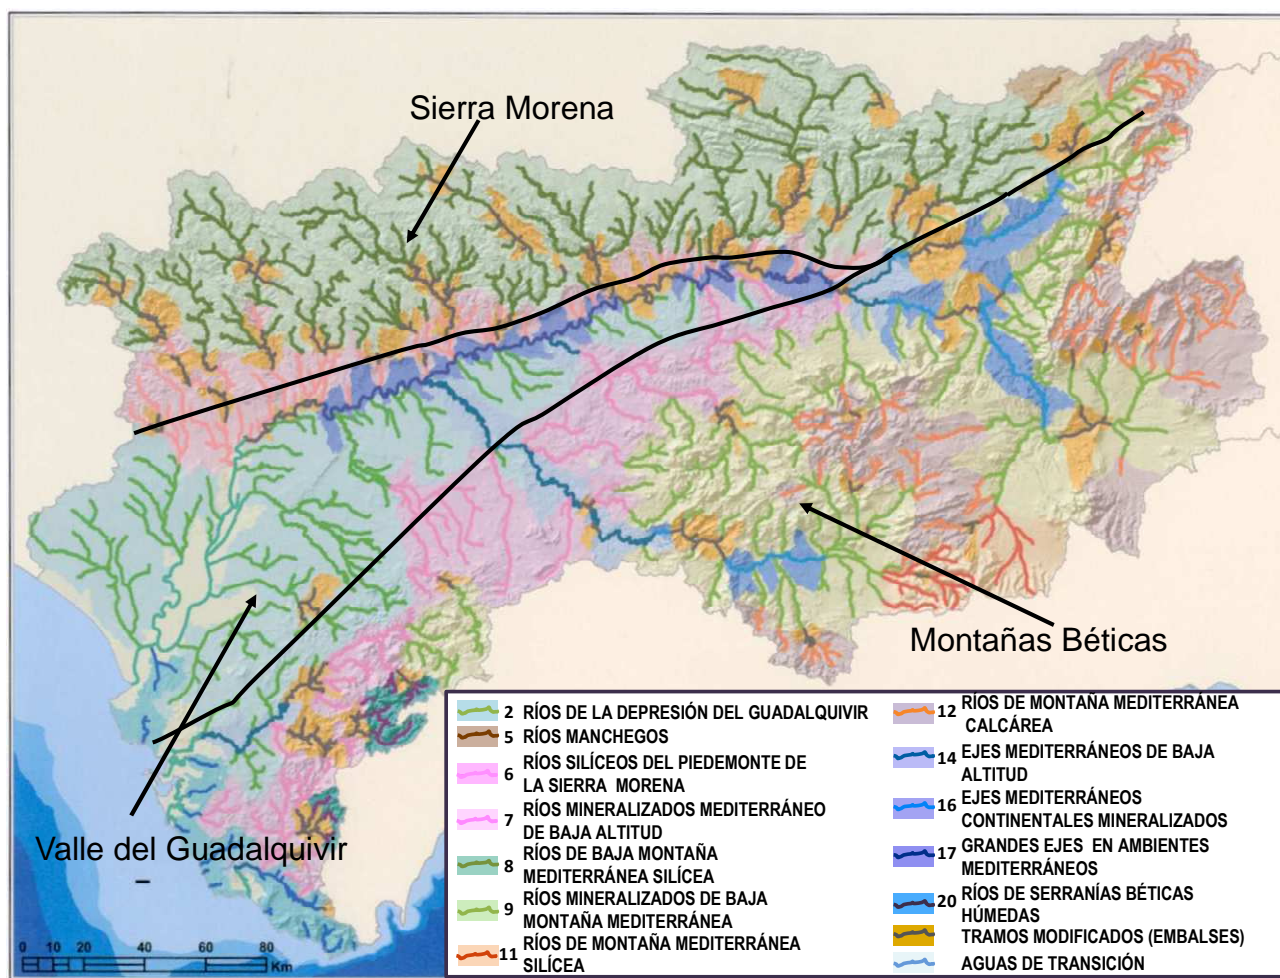 Sierra Morena
Montañas Béticas
Valle del Guadalquivir
0 20 40 60 80
Km
2 RÍOS DE LA DEPRESIÓN DEL GUADALQUIVIR
5 RÍOS MANCHEGOS
6 RÍOS SILÍCEOS DEL PIEDEMONTE DE
LA SIERRA MORENA
7 RÍOS MINERALIZADOS MEDITERRÁNEO
DE BAJA ALTITUD
8 RÍOS DE BAJA MONTAÑA
MEDITERRÁNEA SILÍCEA
9 RÍOS MINERALIZADOS DE BAJA
MONTAÑA MEDITERRÁNEA
11 RÍOS DE MONTAÑA MEDITERRÁNEA
SILÍCEA
12 RÍOS DE MONTAÑA MEDITERRÁNEA
CALCÁREA
14 EJES MEDITERRÁNEOS DE BAJA
ALTITUD
16 EJES MEDITERRÁNEOS
CONTINENTALES MINERALIZADOS
17 GRANDES EJES EN AMBIENTES
MEDITERRÁNEOS
20 RÍOS DE SERRANÍAS BÉTICAS
HÚMEDAS
TRAMOS MODIFICADOS (EMBALSES)
AGUAS DE TRANSICIÓN